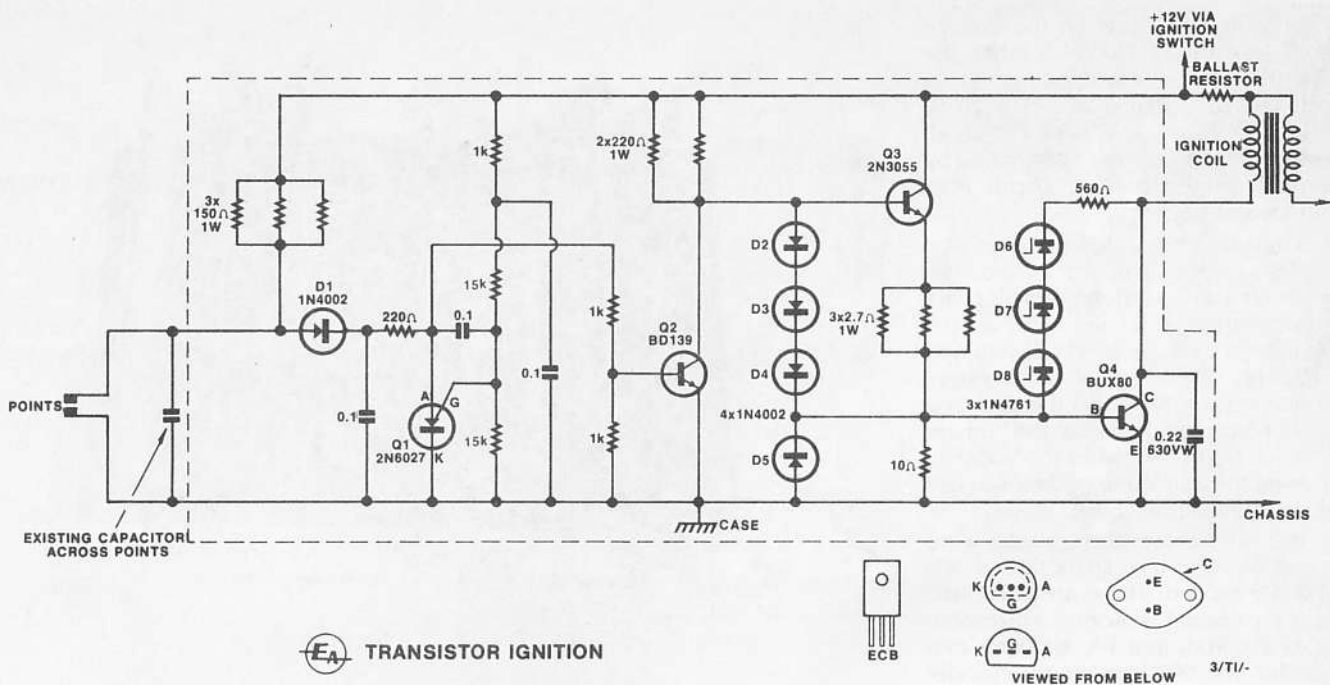 +12V VIA
IGNITION
SWITCH
BALLAST
RESISTOR
IGNITION
COIL
1k
2x220Ω
1W
Q3
2N3055
560Ω
3x
150Ω
1W
D2
D6
D1
1N4002
15k
220Ω
0.1
1k
D3
3x2.7Ω
1W
D7
Q2
BD139
0.1
D4
D8
Q4
BUX80
POINTS
A
G
0.1
4x1N4002
3x1N4761
B
C
Q1
2N6027
K
15k
1k
D5
10Ω
E
0.22
630VW
CASE
CHASSIS
EXISTING CAPACITOR
ACROSS POINTS
K
A
G
E
B
C
EA TRANSISTOR IGNITION
ECB
K
G
A
VIEWED FROM BELOW
3/TI/-